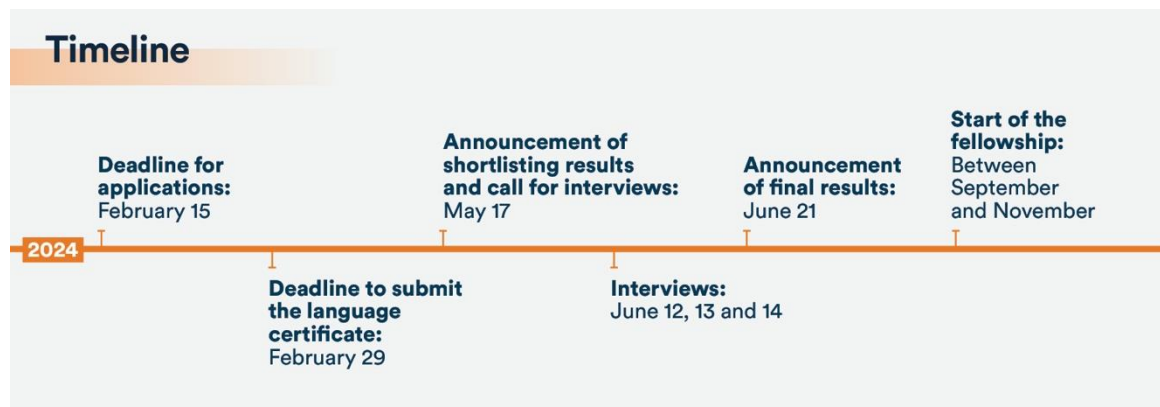 Timeline
2024
Deadline for
applications:
February 15
Deadline to submit
the language
certificate:
February 29
Announcement of
shortlisting results
and call for interviews:
May 17
Interviews:
June 12, 13 and 14
Announcement
of final results:
June 21
Start of the
fellowship:
Between
September
and November